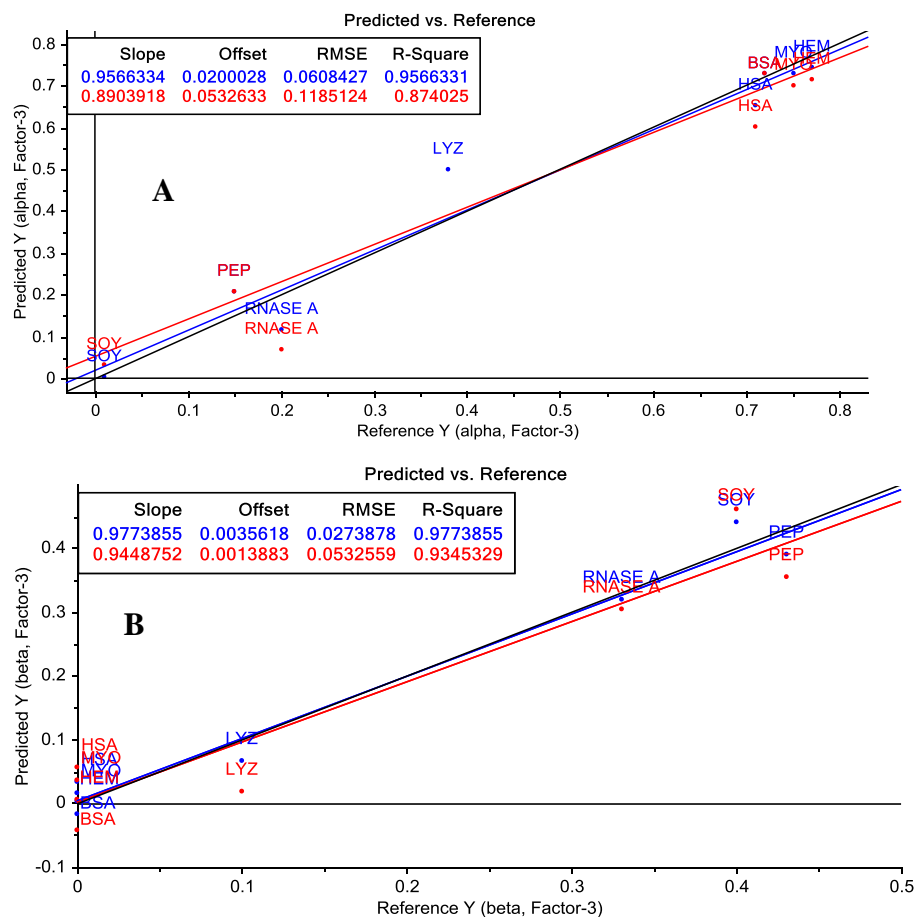 Predicted vs. Reference
Slope Offset RMSE R-Square
0.9566334 0.0200028 0.0608427 0.9566331
0.8903918 0.0532633 0.1185124 0.874025
A
Predicted Y (alpha, Factor-3)
0.8
0.7
0.6
0.5
0.4
0.3
0.2
0.1
0
HEM
MYO
BSA
HEM
MYO
HSA
HSA
LYZ
PEP
RNASE A
RNASE A
SOY
SOY
0 0.1 0.2 0.3 0.4 0.5 0.6 0.7 0.8
Reference Y (alpha, Factor-3)
Predicted vs. Reference
Slope Offset RMSE R-Square
0.9773855 0.0035618 0.0273878 0.9773855
0.9448752 0.0013883 0.0532559 0.9345329
B
Predicted Y (beta, Factor-3)
0.4
0.3
0.2
0.1
0
-0.1
SOY
SOY
PEP
PEP
RNASE A
RNASE A
LYZ
LYZ
HSA
MYO
HSA
MYO
HEM
BSA
BSA
0 0.1 0.2 0.3 0.4 0.5
Reference Y (beta, Factor-3)